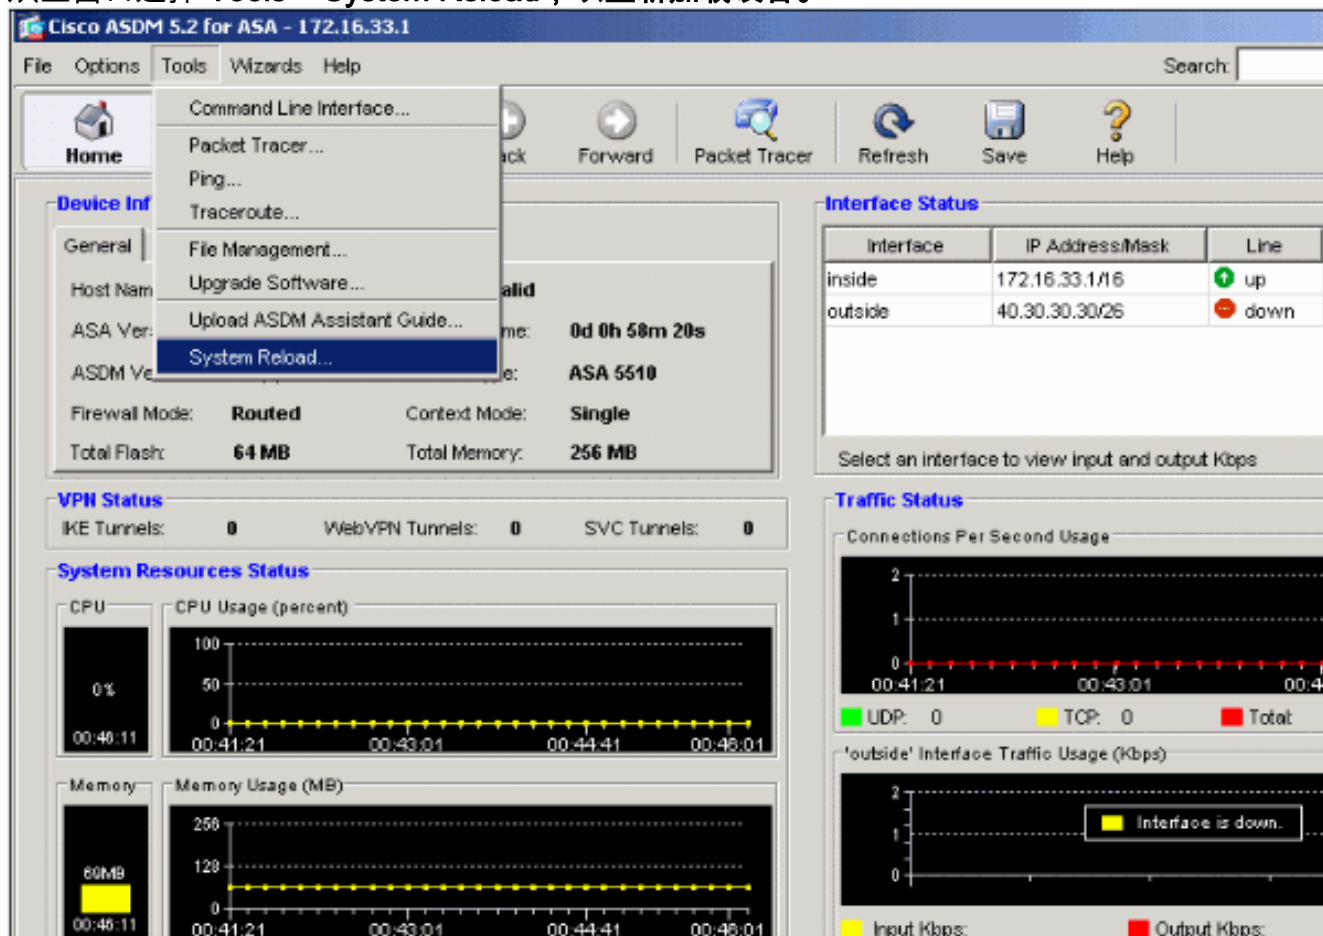 Cisco ASDM 5.2 for ASA - 172.16.33.1
File Options Tools Wizards Help Search:
Command Line Interface...
Packet Tracer...
Ping...
Traceroute...
File Management...
Upgrade Software...
Upload ASDM Assistant Guide...
System Reload...
Home Forward Packet Tracer Refresh Save Help
Device Inf
General
Host Nam alid
ASA Ver 0d 0h 58m 20s
ASDM Ve ASA 5510
Firewall Mode: Routed Context Mode: Single
Total Flash: 64 MB Total Memory: 256 MB
Interface Status
Interface IP Address/Mask Line
inside 172.16.33.1/16 up
outside 40.30.30.30/26 down
Select an interface to view input and output Kbps
VPN Status
IKE Tunnels: 0 WebVPN Tunnels: 0 SVC Tunnels: 0
System Resources Status
CPU
0%
00:46:11
CPU Usage (percent)
100
50
0
00:41:21 00:43:01 00:44:41 00:46:01
Memory
69MB
00:46:11
Memory Usage (MB)
256
128
0
00:41:21 00:43:01 00:44:41 00:46:01
Traffic Status
Connections Per Second Usage
2
1
0
00:41:21 00:43:01 00:4
UDP: 0 TCP: 0 Total:
'outside' Interface Traffic Usage (Kbps)
2
1
0
Interface is down.
Input Kbps: Output Kbps: